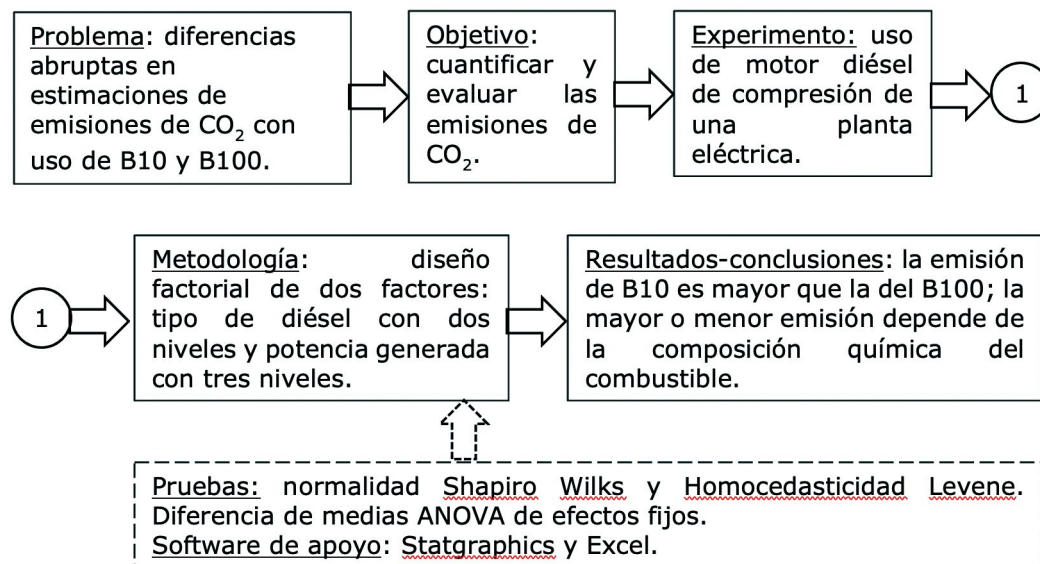 Problema: diferencias
abruptas en
estimaciones de
emisiones de CO₂ con
uso de B10 y B100.
Objetivo:
cuantificar y
evaluar las
emisiones de
CO₂.
Experimento: uso
de motor diésel
de compresión de
una planta
eléctrica.
1
1
Metodología: diseño
factorial de dos factores:
tipo de diésel con dos
niveles y potencia generada
con tres niveles.
Resultados-conclusiones: la emisión
de B10 es mayor que la del B100; la
mayor o menor emisión depende de
la composición química del
combustible.
Pruebas: normalidad Shapiro Wilks y Homocedasticidad Levene.
Diferencia de medias ANOVA de efectos fijos.
Software de apoyo: Statgraphics y Excel.